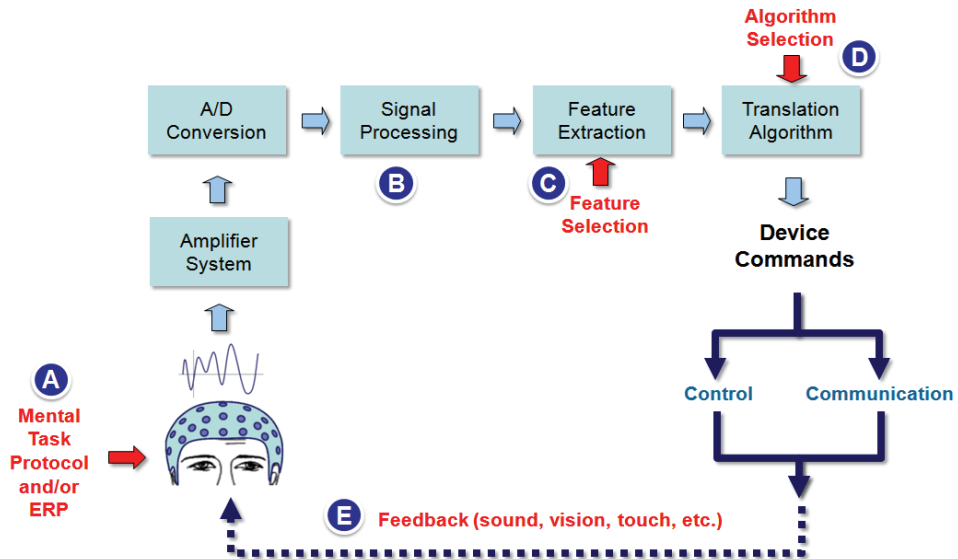 Algorithm
Selection
D
A/D
Conversion
Signal
Processing
Feature
Extraction
Translation
Algorithm
B
C
Feature
Selection
Amplifier
System
Device
Commands
A
Mental
Task
Protocol
and/or
ERP
Control
Communication
E
Feedback (sound, vision, touch, etc.)